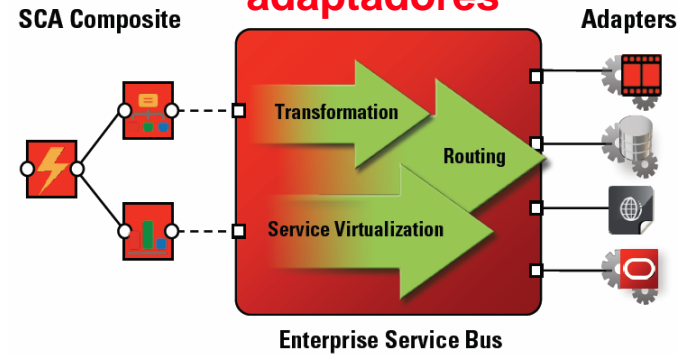 adaptadores
SCA Composite
Adapters
Transformation
Routing
Service Virtualization
Enterprise Service Bus